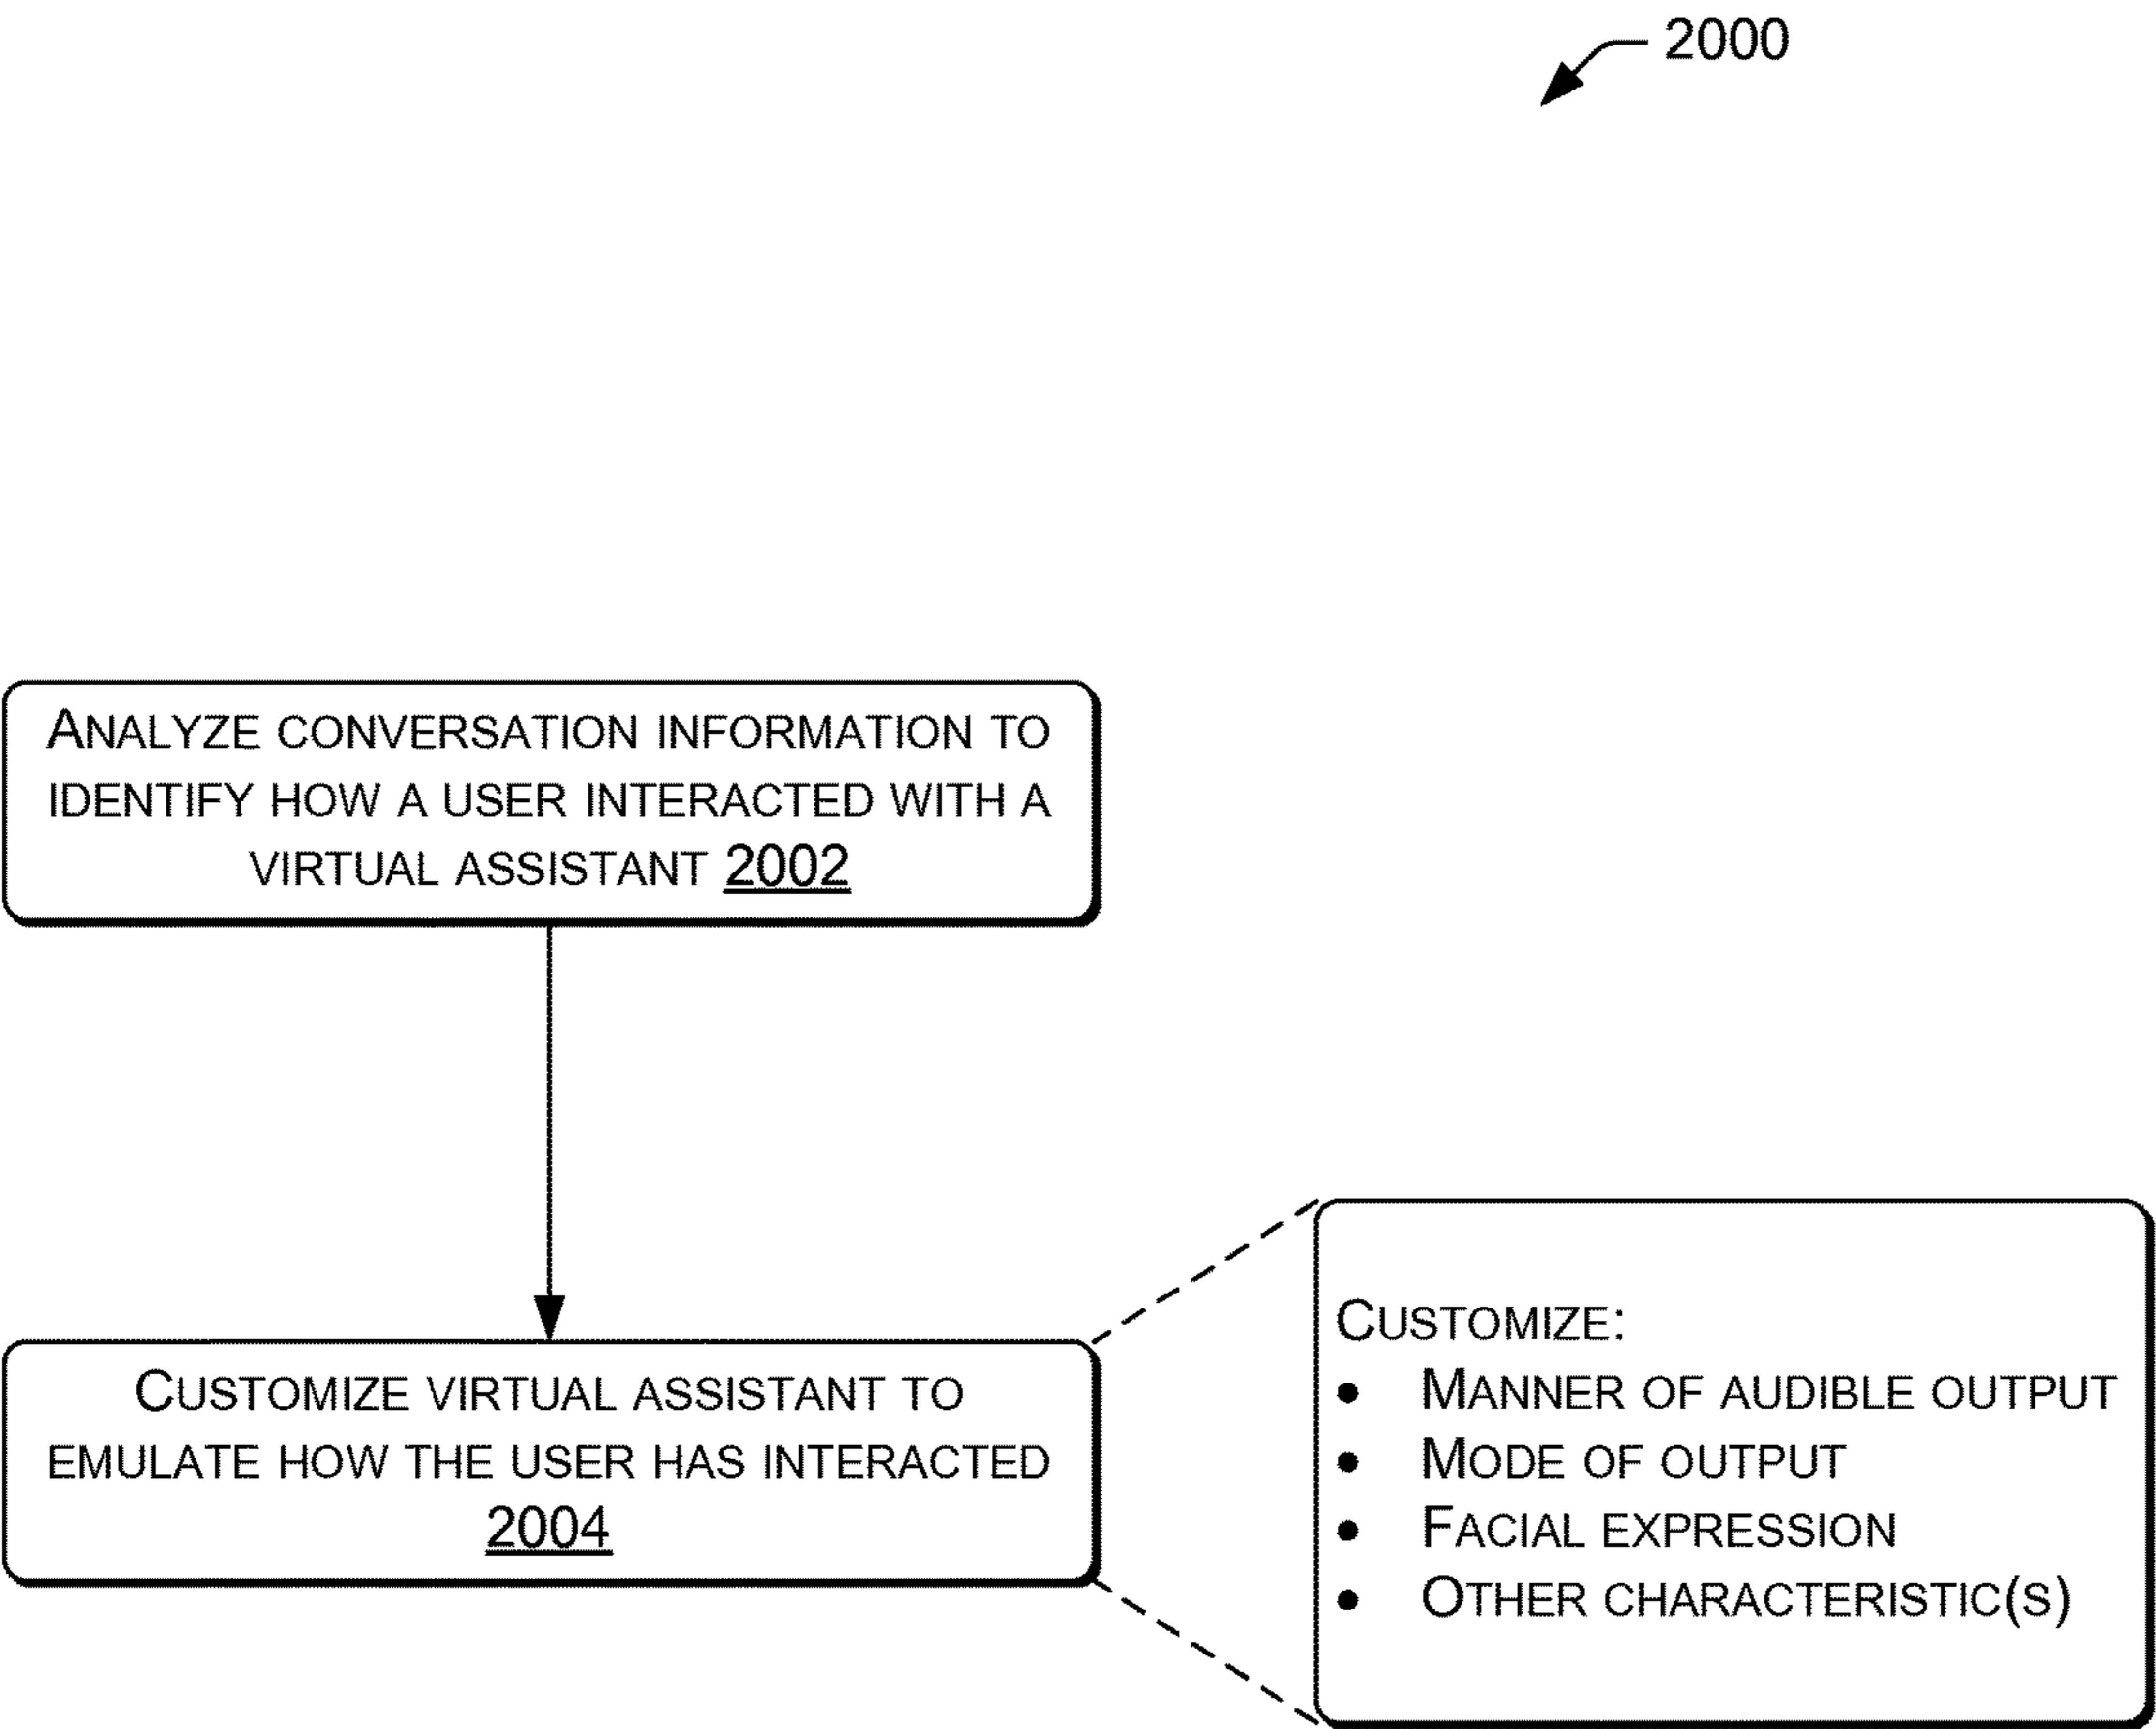 2000
ANALYZE CONVERSATION INFORMATION TO
IDENTIFY HOW A USER INTERACTED WITH A
VIRTUAL ASSISTANT 2002
CUSTOMIZE VIRTUAL ASSISTANT TO
EMULATE HOW THE USER HAS INTERACTED
2004
CUSTOMIZE:
• MANNER OF AUDIBLE OUTPUT
• MODE OF OUTPUT
• FACIAL EXPRESSION
• OTHER CHARACTERISTIC(S)